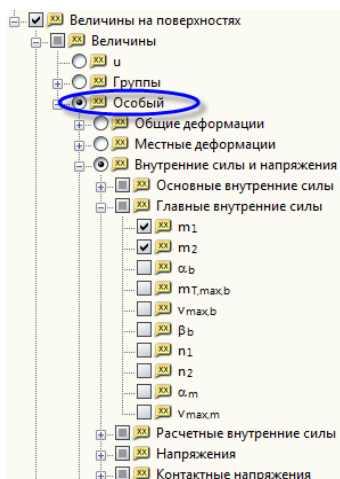 Величины на поверхностях
Величины
u
Группы
Особый
Общие деформации
Местные деформации
Внутренние силы и напряжения
Основные внутренние силы
Главные внутренние силы
m1
m2
αb
mT,max,b
vmax,b
βb
n1
n2
αm
vmax,m
Расчетные внутренние силы
Напряжения
Контактные напряжения